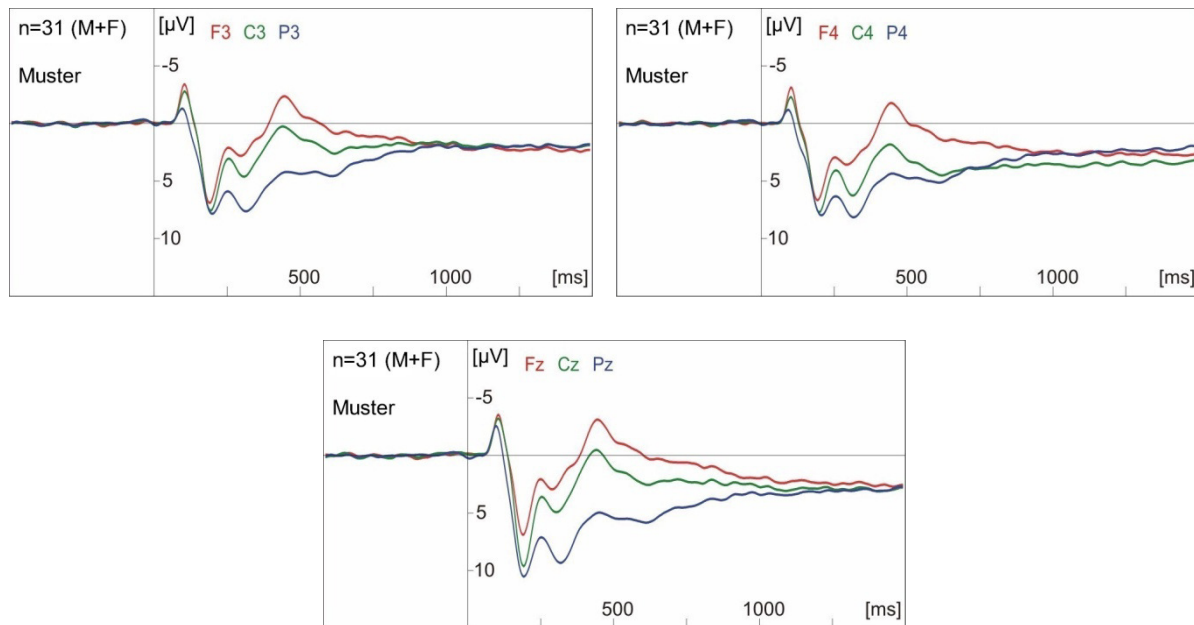 n=31 (M+F) [µV] F3 C3 P3
-5
Muster
5
10
500 1000 [ms]
n=31 (M+F) [µV] F4 C4 P4
-5
Muster
5
10
500 1000 [ms]
n=31 (M+F) [µV] Fz Cz Pz
-5
Muster
5
10
500 1000 [ms]